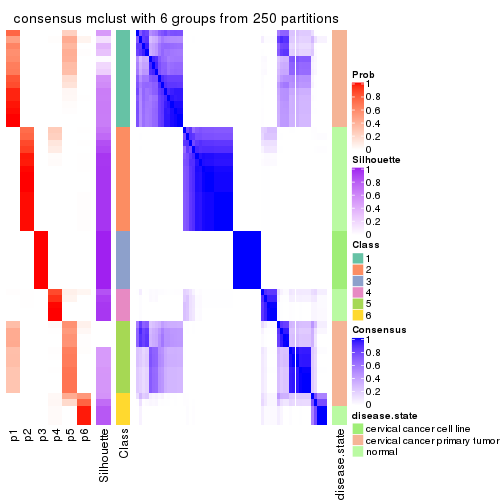 consensus mclust with 6 groups from 250 partitions
Prob
1
0.8
0.6
0.4
0.2
0
Silhouette
1
0.8
0.6
0.4
0.2
0
Class
1
2
3
4
5
6
Consensus
1
0.8
0.6
0.4
0.2
0
disease.state
cervical cancer cell line
cervical cancer primary tumor
normal
p1
p2
p3
p4
p5
p6
Silhouette
Class
disease.state